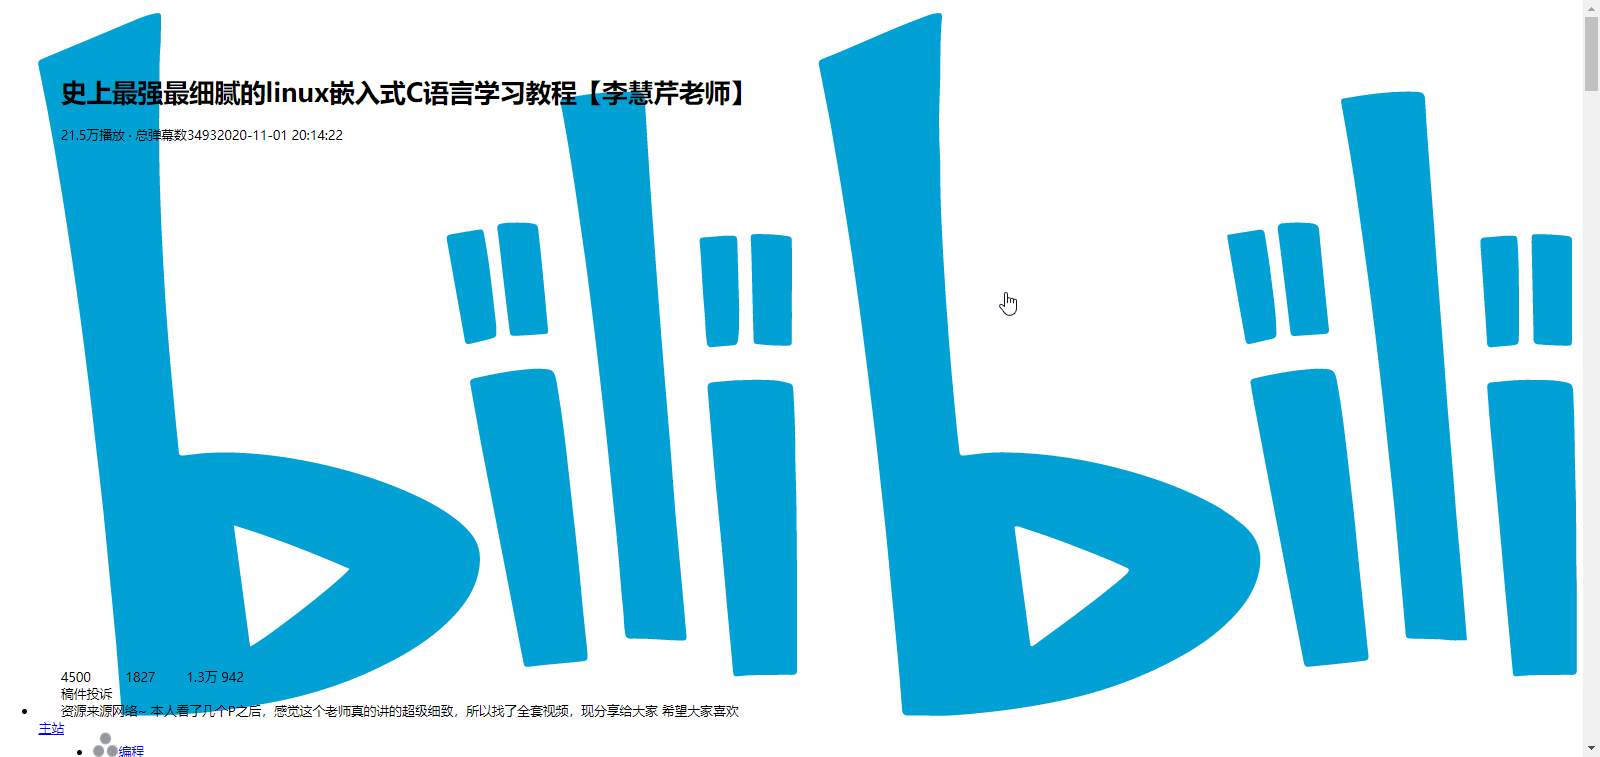 史上最强最细腻的linux嵌入式C语言学习教程【李慧芹老师】
21.5万播放 · 总弹幕数34932020-11-01 20:14:22
bili bili
4500 1827 1.3万 942
稿件投诉
资源来源网络~ 本人看了几个P之后，感觉这个老师真的讲的超级细致，所以找了全套视频，现分享给大家 希望大家喜欢
主站
编程